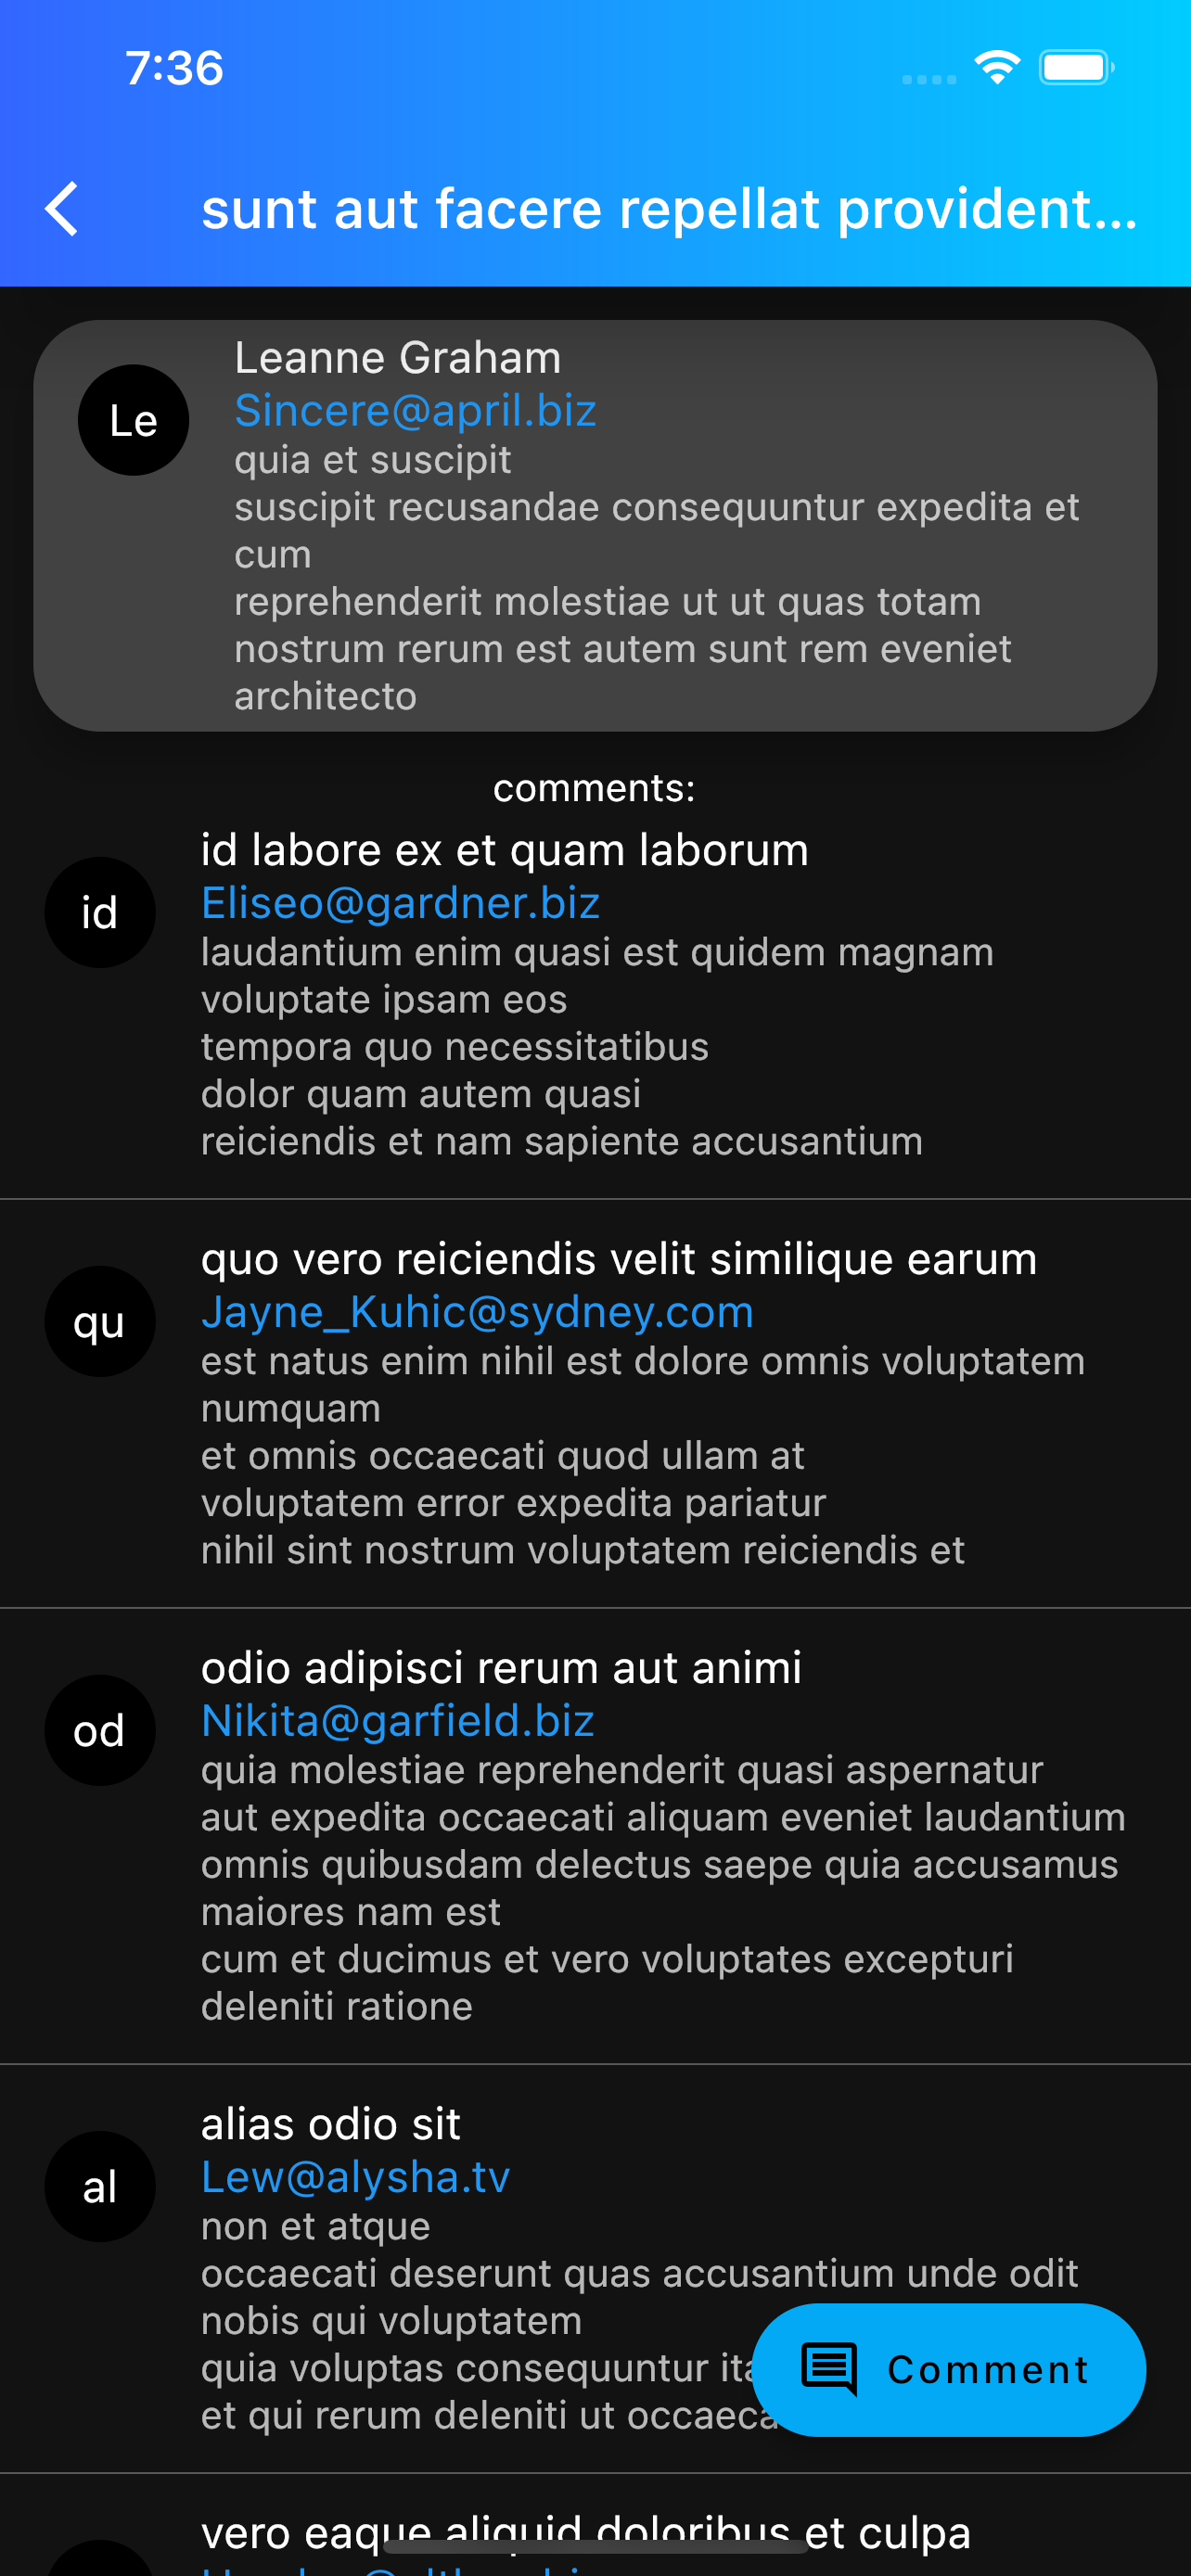 7:36
sunt aut facere repellat provident...
Le
Leanne Graham
Sincere@april.biz
quia et suscipit
suscipit recusandae consequuntur expedita et
cum
reprehenderit molestiae ut ut quas totam
nostrum rerum est autem sunt rem eveniet
architecto
comments:
id
id labore ex et quam laborum
Eliseo@gardner.biz
laudantium enim quasi est quidem magnam
voluptate ipsam eos
tempora quo necessitatibus
dolor quam autem quasi
reiciendis et nam sapiente accusantium
qu
quo vero reiciendis velit similique earum
Jayne_Kuhic@sydney.com
est natus enim nihil est dolore omnis voluptatem
numquam
et omnis occaecati quod ullam at
voluptatem error expedita pariatur
nihil sint nostrum voluptatem reiciendis et
od
odio adipisci rerum aut animi
Nikita@garfield.biz
quia molestiae reprehenderit quasi aspernatur
aut expedita occaecati aliquam eveniet laudantium
omnis quibusdam delectus saepe quia accusamus
maiores nam est
cum et ducimus et vero voluptates excepturi
deleniti ratione
al
alias odio sit
Lew@alysha.tv
non et atque
occaecati deserunt quas accusantium unde odit
nobis qui voluptatem
quia voluptas consequuntur
et qui rerum deleniti ut
Comment
vero eaque aliquid doloribus et culpa